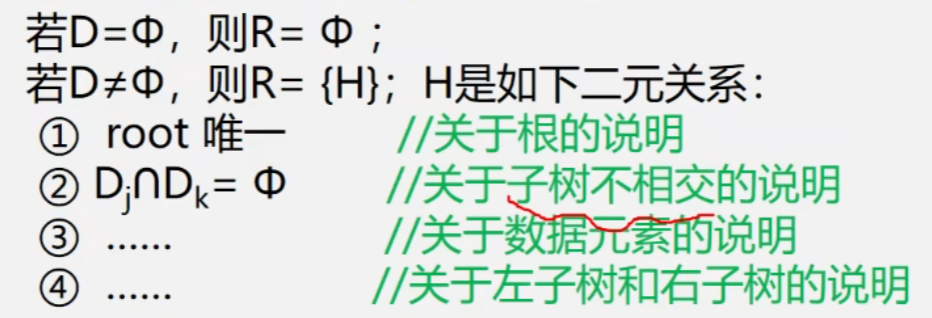 若D=Φ，则R= Φ ；
若D≠Φ，则R= {H}；H是如下二元关系：
① root 唯一 //关于根的说明
② Dj∩Dk= Φ //关于子树不相交的说明
③ …… //关于数据元素的说明
④ …… //关于左子树和右子树的说明